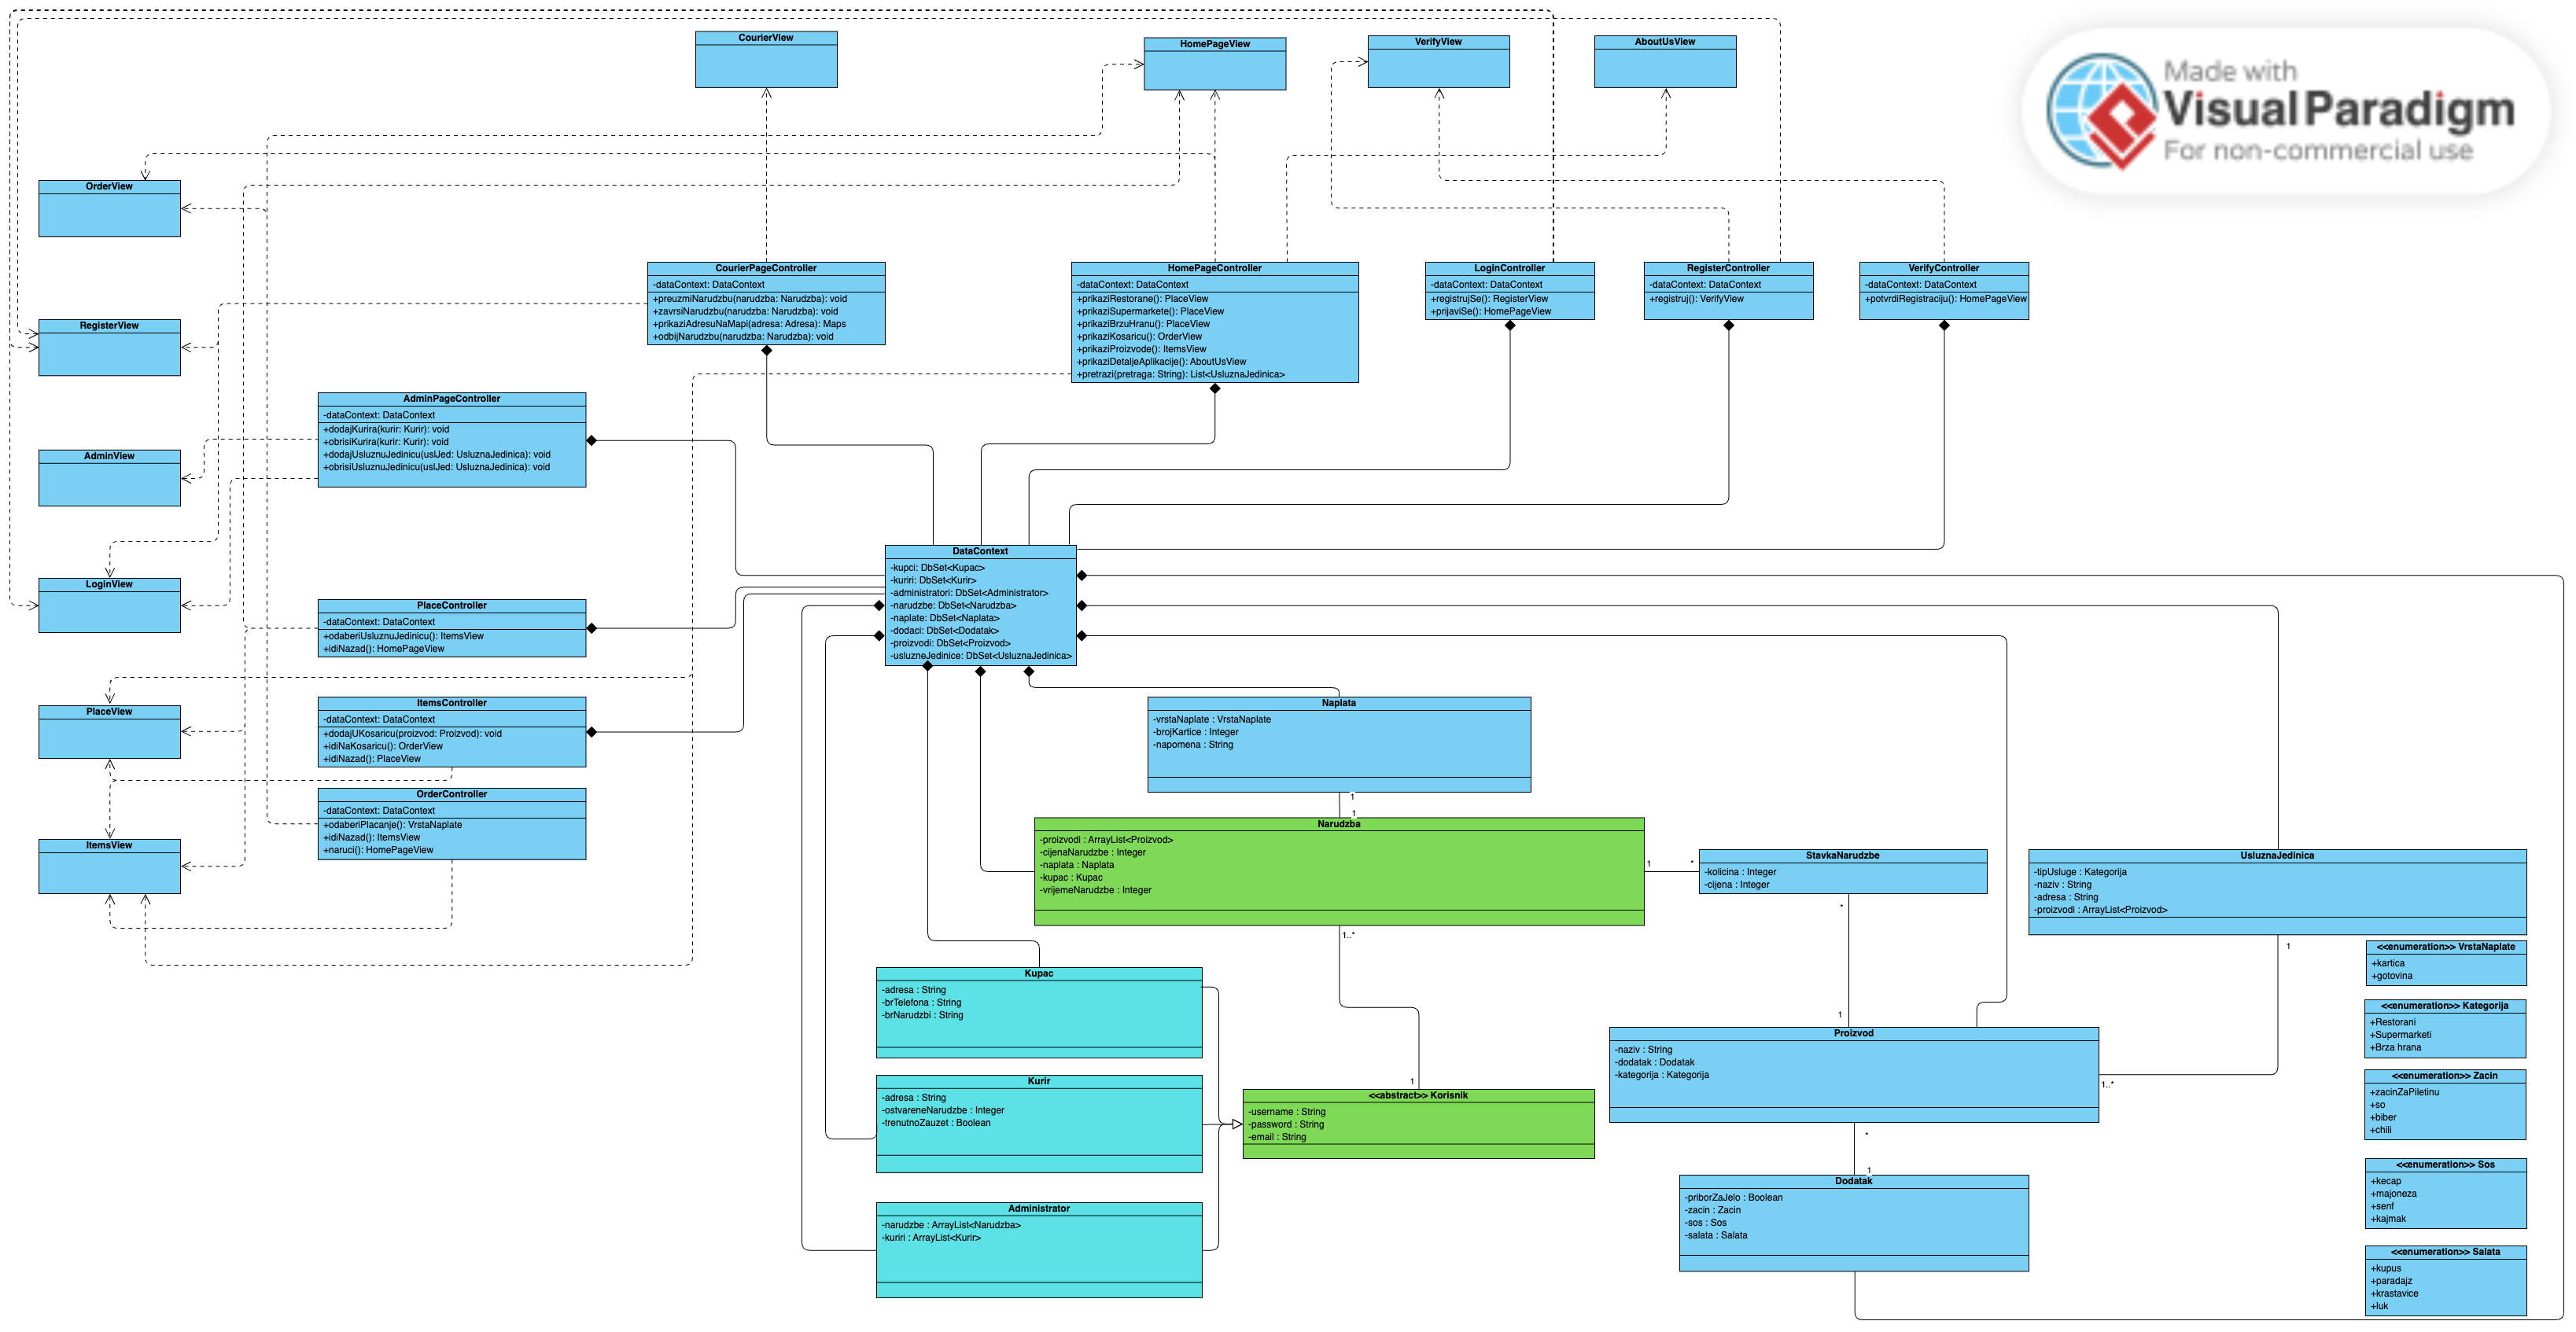 CourierView
HomePageView
VerifyView
AboutUsView
Made with
Visual Paradigm
For non-commercial use
OrderView
RegisterView
AdminView
LoginView
PlaceView
ItemsView
CourierPageController
-dataContext: DataContext
+preuzmiNarudzbu(narudzba: Narudzba): void
+zavrsiNarudzbu(narudzba: Narudzba): void
+prikaziAdresuNaMapi(adresa: Adresa): Maps
+odbijNarudzbu(narudzba: Narudzba): void
HomePageController
-dataContext: DataContext
+prikaziRestorane(): PlaceView
+prikaziSupermarkete(): PlaceView
+prikaziBrzuHranu(): PlaceView
+prikaziKosaricu(): OrderView
+prikaziProizvode(): ItemsView
+prikaziDetaljeAplikacije(): AboutUsView
+pretrazi(pretraga: String): List<UsluznaJedinica>
LoginController
-dataContext: DataContext
+registrujSe(): RegisterView
+prijaviSe(): HomePageView
RegisterController
-dataContext: DataContext
+registruj(): VerifyView
VerifyController
-dataContext: DataContext
+potvrdiRegistraciju(): HomePageView
AdminPageController
-dataContext: DataContext
+dodajKurira(kurir: Kurir): void
+obrisiKurira(kurir: Kurir): void
+dodajUsluznuJedinicu(uslJed: UsluznaJedinica): void
+obrisiUsluznuJedinicu(uslJed: UsluznaJedinica): void
PlaceController
-dataContext: DataContext
+odaberiUsluznuJedinicu(): ItemsView
+idiNazad(): HomePageView
ItemsController
-dataContext: DataContext
+dodajUKosaricu(proizvod: Proizvod): void
+idiNaKosaricu(): OrderView
+idiNazad(): PlaceView
OrderController
-dataContext: DataContext
+odaberiPlacanje(): VrstaNaplate
+idiNazad(): ItemsView
+naruci(): HomePageView
DataContext
-kupci: DbSet<Kupac>
-kuriri: DbSet<Kurir>
-administratori: DbSet<Administrator>
-narudzbe: DbSet<Narudzba>
-naplate: DbSet<Naplata>
-dodaci: DbSet<Dodatak>
-proizvodi: DbSet<Proizvod>
-usluzneJedinice: DbSet<UsluznaJedinica>
Naplata
-vrstaNaplate : VrstaNaplate
-brojKartice : Integer
-napomena : String
1
1
Narudzba
-proizvodi : ArrayList<Proizvod>
-cijenaNarudzbe : Integer
-naplata : Naplata
-kupac : Kupac
-vrijemeNarudzbe : Integer
1
*
1..*
1
StavkaNarudzbe
-kolicina : Integer
-cijena : Integer
*
1
UsluznaJedinica
-tipUsluge : Kategorija
-naziv : String
-adresa : String
-proizvodi : ArrayList<Proizvod>
1
1..*
Kupac
-adresa : String
-brTelefona : String
-brNarudzbi : String
Kurir
-adresa : String
-ostvareneNarudzbe : Integer
-trenutnoZauzet : Boolean
Administrator
-narudzbe : ArrayList<Narudzba>
-kuriri : ArrayList<Kurir>
<<abstract>> Korisnik
-username : String
-password : String
-email : String
Proizvod
-naziv : String
-dodatak : Dodatak
-kategorija : Kategorija
*
1
Dodatak
-priborZaJelo : Boolean
-zacin : Zacin
-sos : Sos
-salata : Salata
<<enumeration>> VrstaNaplate
+kartica
+gotovina
<<enumeration>> Kategorija
+Restorani
+Supermarketi
+Brza hrana
<<enumeration>> Zacin
+zacinZaPiletinu
+so
+biber
+chili
<<enumeration>> Sos
+kecap
+majoneza
+senf
+kajmak
<<enumeration>> Salata
+kupus
+paradajz
+krastavice
+luk